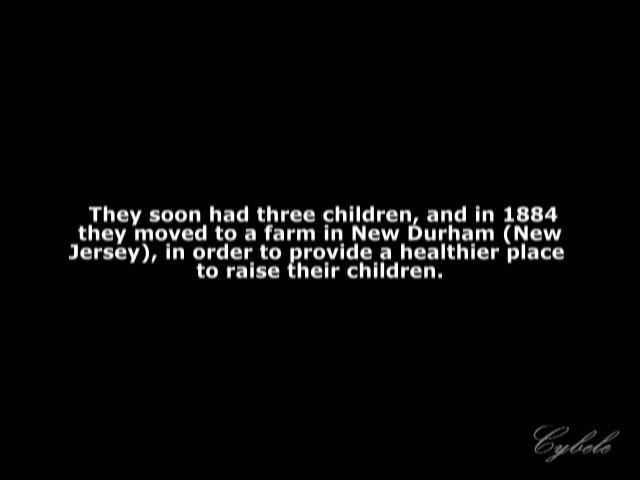 They soon had three children, and in 1884
they moved to a farm in New Durham (New
Jersey), in order to provide a healthier place
to raise their children.
Cybele